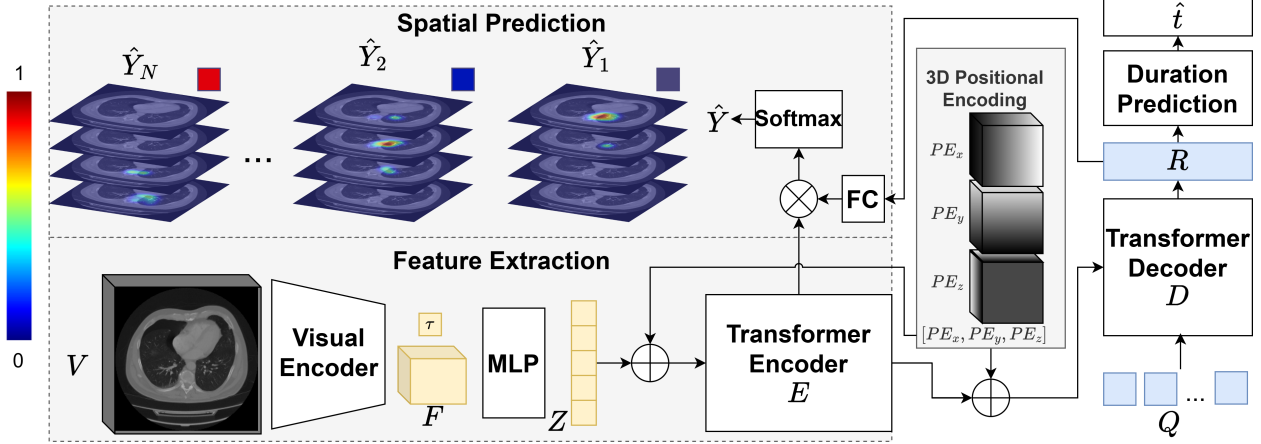 Spatial Prediction
1
0
Ŷ_N
Ŷ_2
Ŷ_1
...
Ŷ
Softmax
FC
3D Positional
Encoding
PE_x
PE_y
PE_z
[PE_x, PE_y, PE_z]
t̂
Duration
Prediction
R
Transformer
Decoder
D
...
Q
Feature Extraction
V
Visual
Encoder
τ
F
MLP
Z
Transformer
Encoder
E